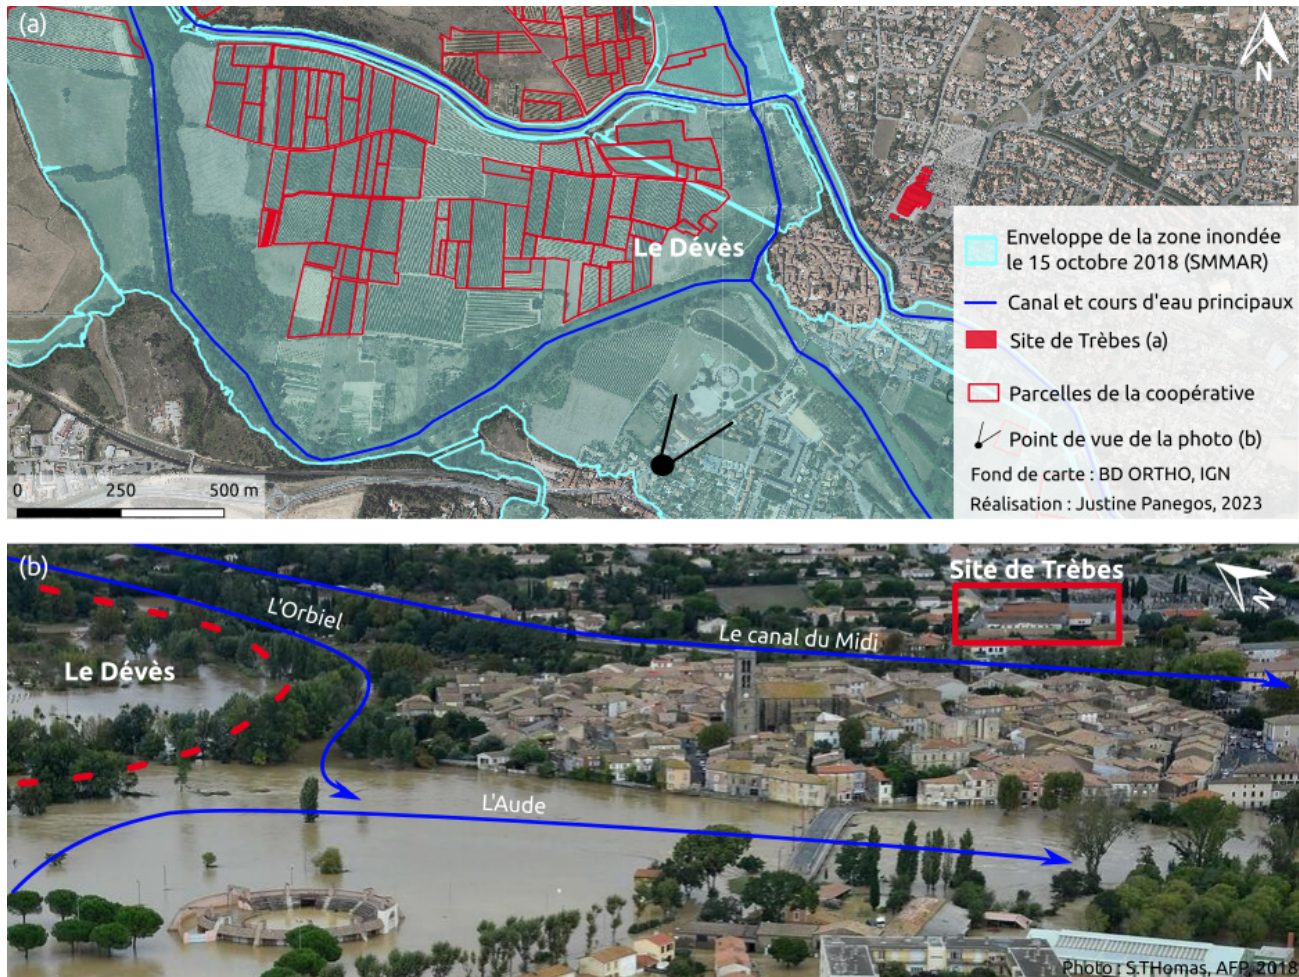 (a)
N
Le Dévès
Enveloppe de la zone inondée
le 15 octobre 2018 (SMMAR)
Canal et cours d'eau principaux
Site de Trèbes (a)
Parcelles de la coopérative
Point de vue de la photo (b)
Fond de carte : BD ORTHO, IGN
Réalisation : Justine Panegos, 2023
0 250 500 m
(b)
Site de Trèbes
N
L'Orbiel
Le canal du Midi
Le Dévès
L'Aude
Photo : S.THomas, AFP, 2018